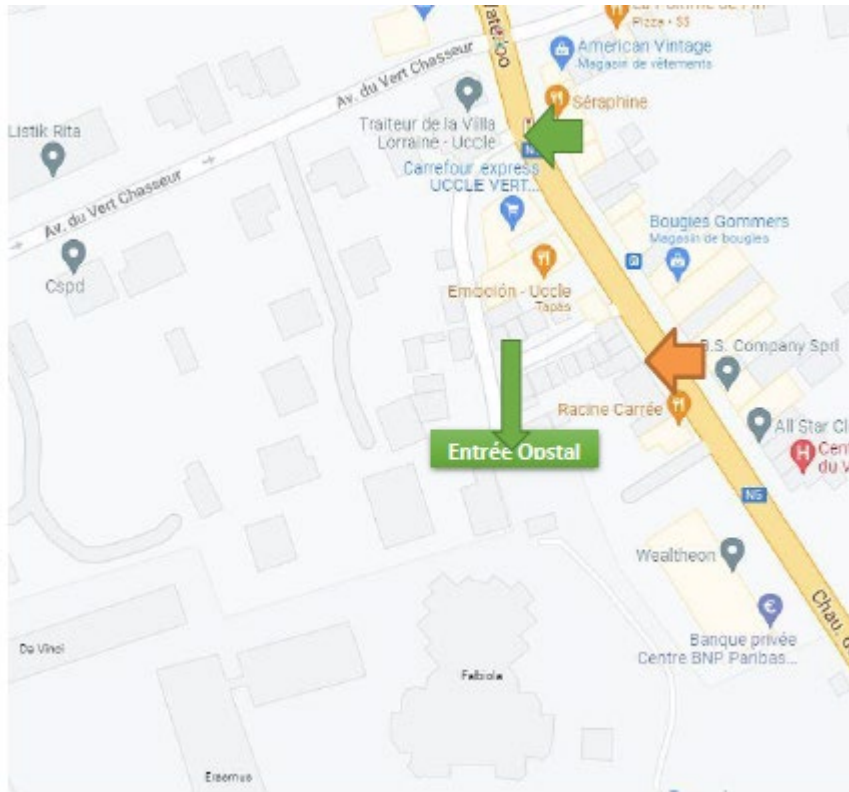 Pizza • SS
American Vintage
Magasin de vêtements
Séraphine
Av. du Vert Chasseur
Traiteur de la Villa
Lorraine - Uccle
Listik Rita
Carrefour express
UCCLE VERT...
Av. du Vert Chasseur
Bougies Gommers
Magasin de bougies
Cspd
Emoción - Uccle
Tapas
B.S. Company Sprl
Racine Carrée
All Star Cl
Entrée Opstal
Cent
du V
N5
Wealtheon
Chau. d
Banque privée
Centre BNP Paribas...
Da Vinci
Fabiola
Erasmus